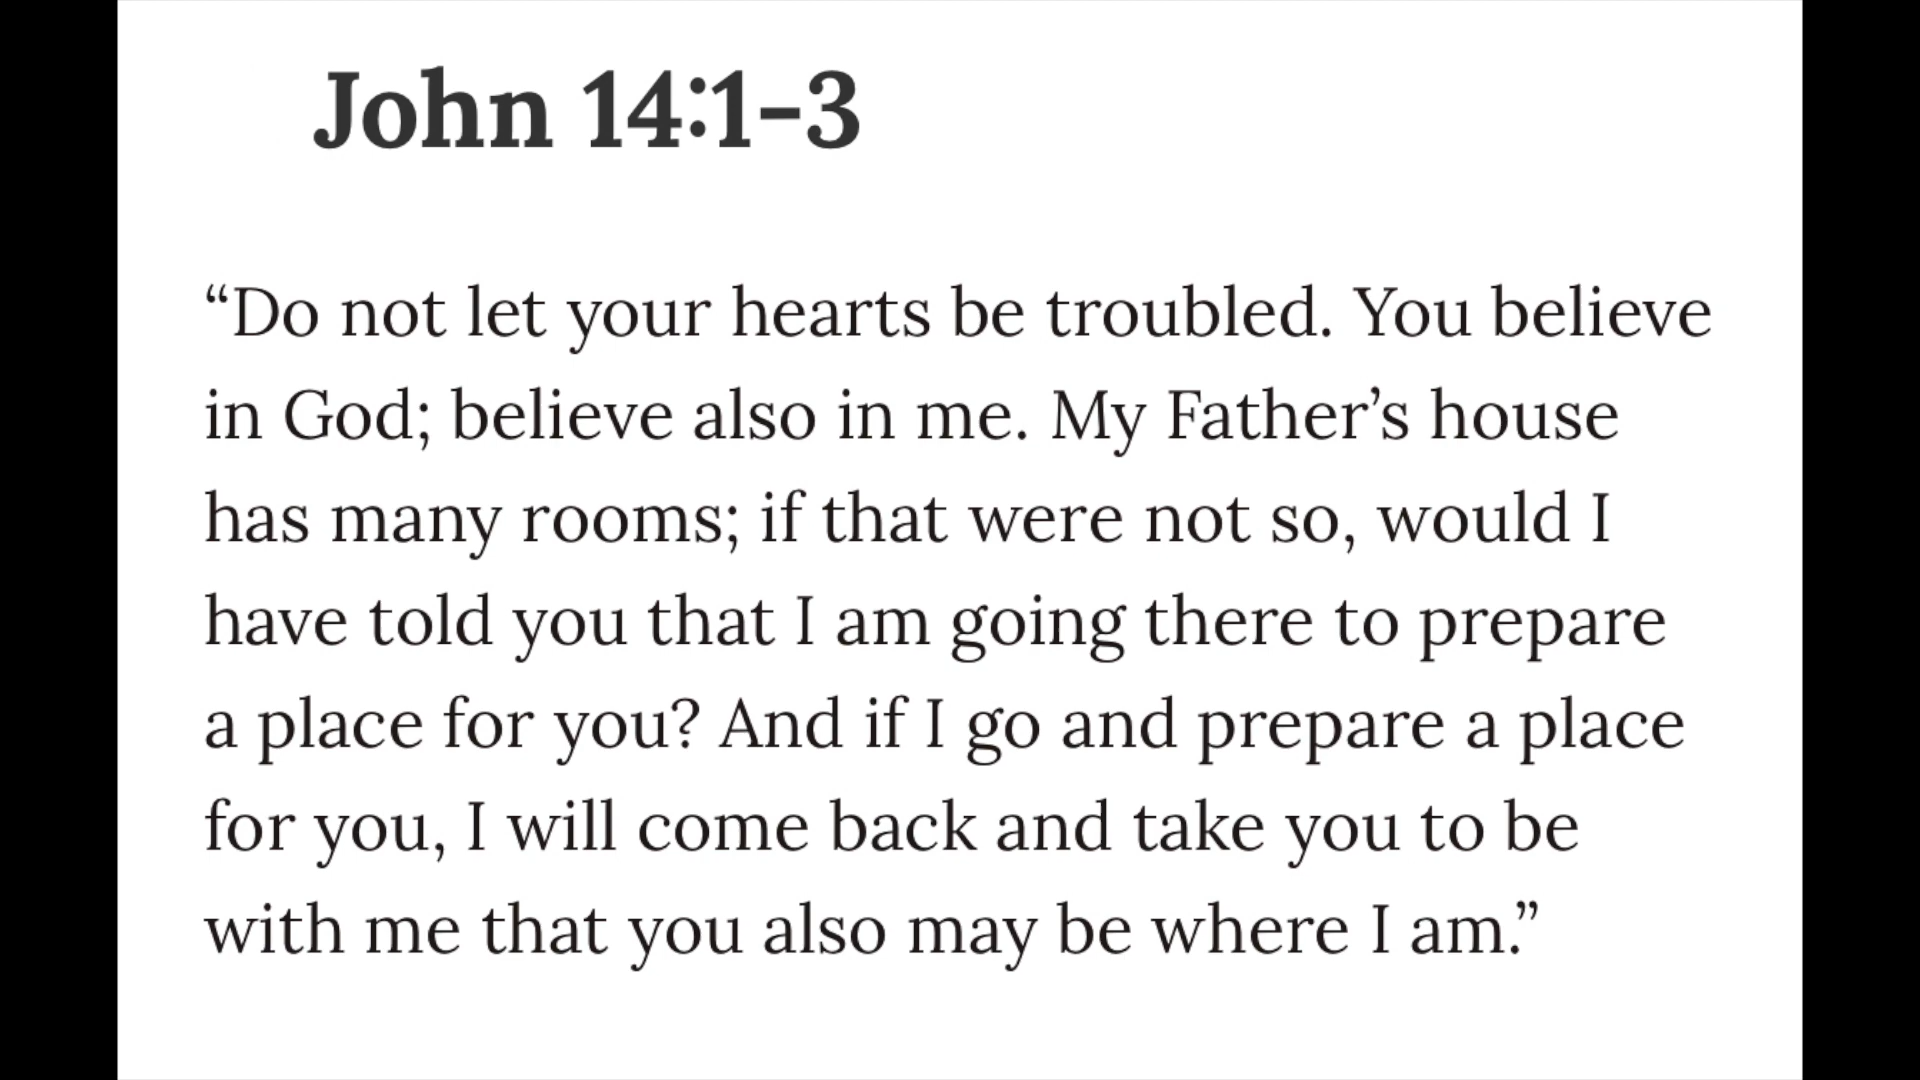 John 14:1-3
“Do not let your hearts be troubled. You believe
in God; believe also in me. My Father’s house
has many rooms; if that were not so, would I
have told you that I am going there to prepare
a place for you? And if I go and prepare a place
for you, I will come back and take you to be
with me that you also may be where I am.”